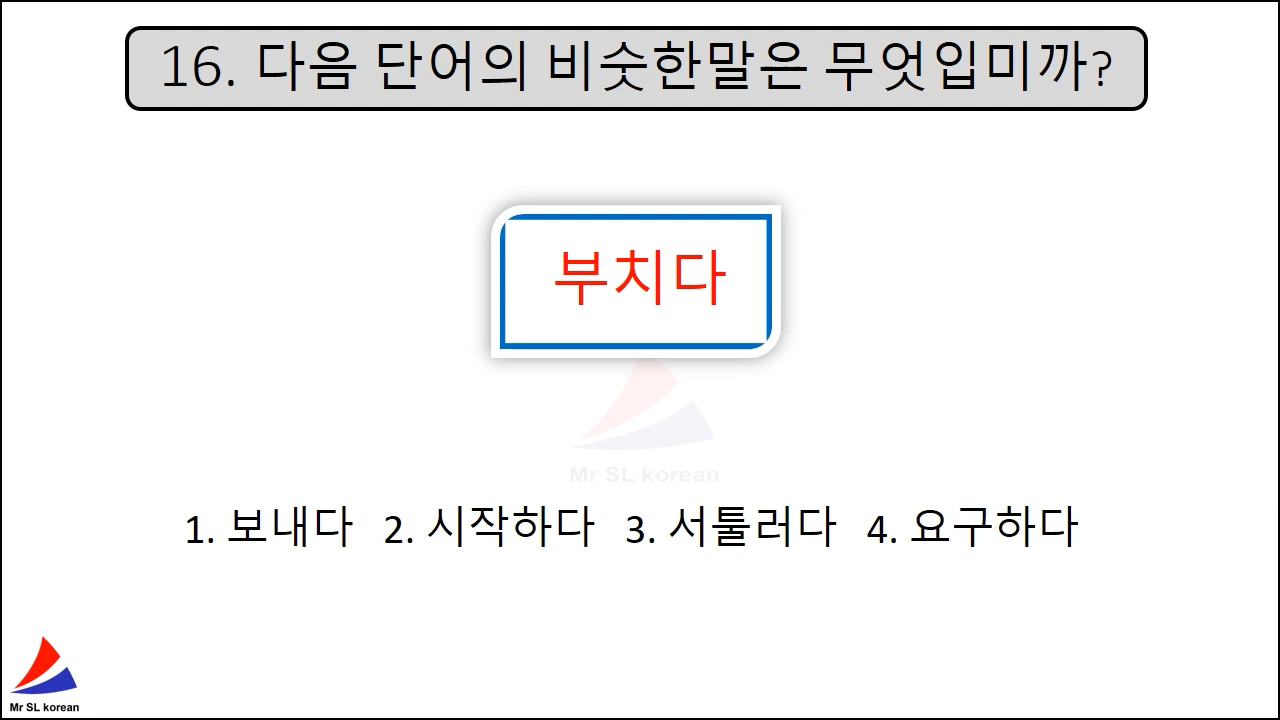 16. 다음 단어의 비슷한말은 무엇입미까?
부치다
Mr SL korean
1. 보내다 2. 시작하다 3. 서툴러다 4. 요구하다
Mr SL korean